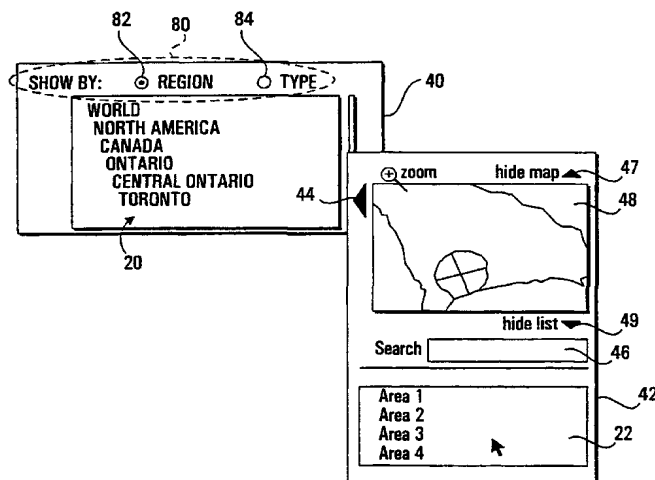 82 80 84
SHOW BY: REGION TYPE
40
WORLD
NORTH AMERICA
CANADA
ONTARIO
CENTRAL ONTARIO
TORONTO
20
zoom hide map 47
44
48
hide list 49
Search 46
42
Area 1
Area 2
Area 3
Area 4
22